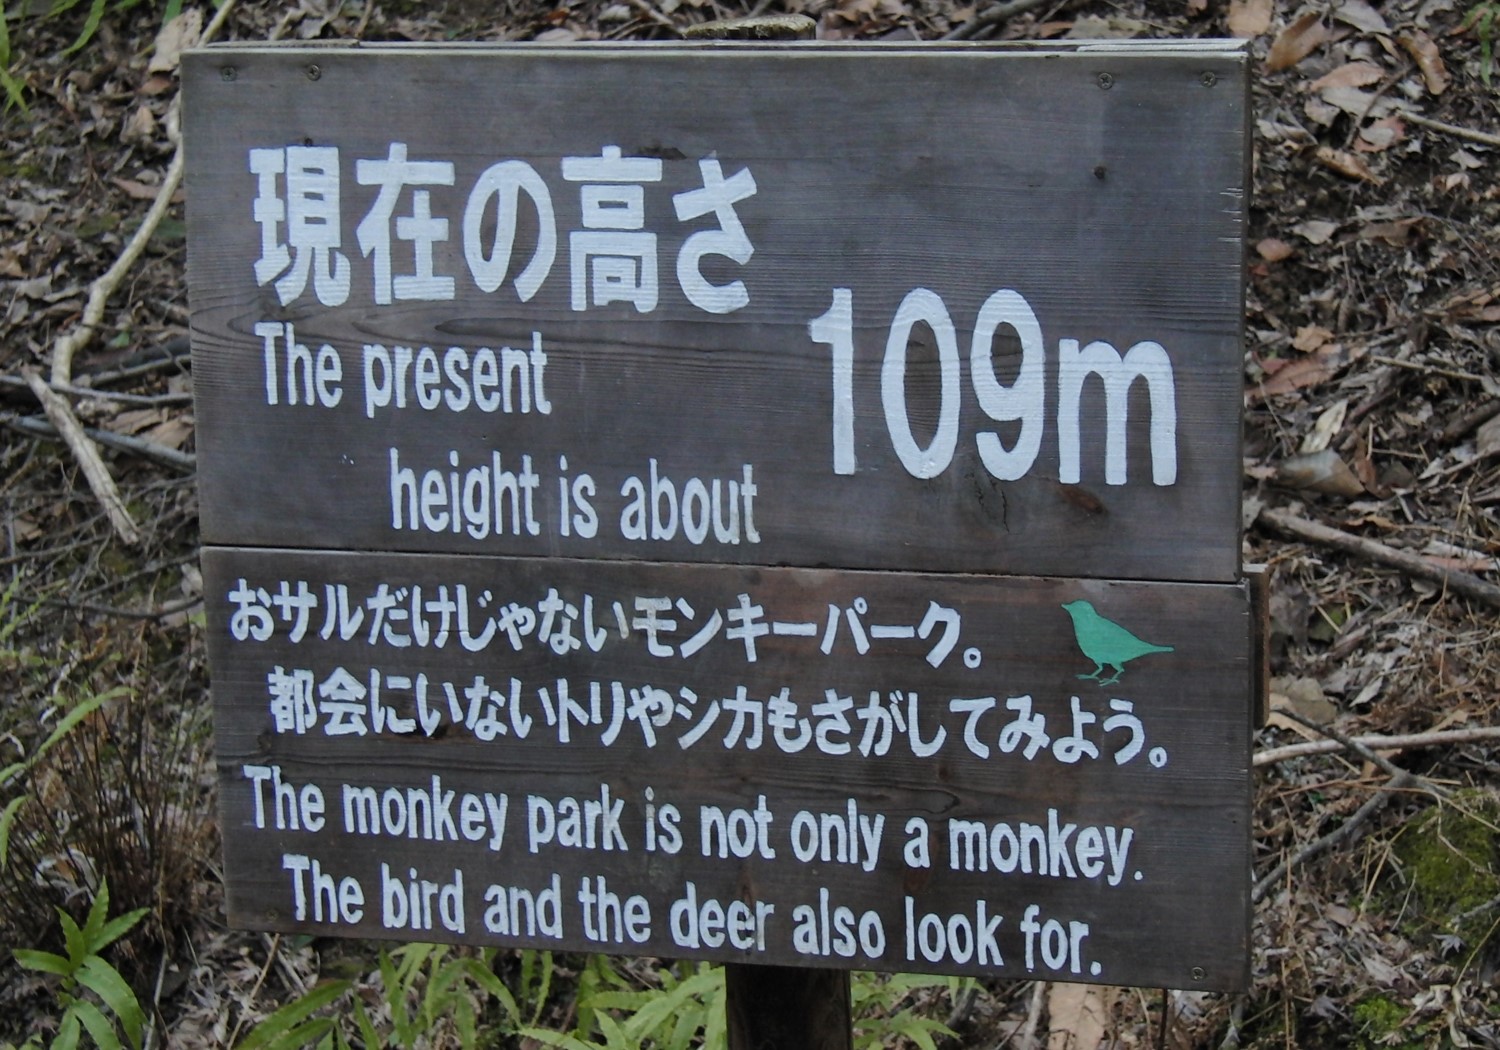 現在の高さ
The present
height is about
109m
おサルだけじゃないモンキーパーク。
都会にいないトリやシカもさがしてみよう。
The monkey park is not only a monkey.
The bird and the deer also look for.